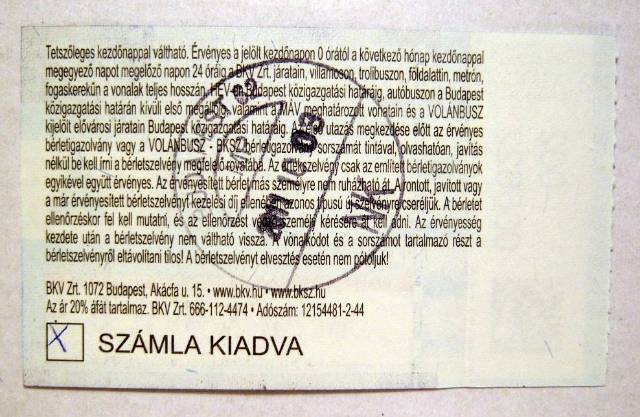 Tetszőleges kezdőnappal váltható. Érvényes a jelölt kezdőnapon 0 órától a következő hónap kezdőnappal
megegyező napot megelőző napon 24 óráig a BKV Zrt. járatain, villamoson, trolibuszon, földalattin, metrón,
fogaskerekűn a vonalak teljes hosszán, HÉV-en Budapest közigazgatási határáig, autóbuszon a Budapest
közigazgatási határán kívüli első megállóig, valamint a MÁV meghatározott vonatain és a VOLÁNBUSZ
kijelölt elővárosi járatain Budapest közigazgatási határáig. Az utazás megkezdése előtt az érvényes
bérletigazolvány vagy a VOLÁNBUSZ - BKSZ bérletigazolvány sorszámát tintával, olvashatóan, javítás
nélkül be kell írni a bérletszelvény megfelelő rovatába. Az értékszelvény csak az említett bérletigazolványok
egyikével együtt érvényes. Az érvényesített bérlet más személyre nem ruházható át. A rontott, javított vagy
a már érvényesített bérletszelvényt kezelési díj ellenében azonos típusú új szelvényre cseréljük. A bérletet
ellenőrzéskor fel kell mutatni, és az ellenőrzést végző személy kérésére át kell adni. Az érvényesség
kezdete után a bérletszelvény nem váltható vissza. A vonalkódot és a sorszámot tartalmazó részt a
bérletszelvényről eltávolítani tilos! A bérletszelvényt elvesztés esetén nem pótoljuk!
BKV Zrt. 1072 Budapest, Akácfa u. 15. • www.bkv.hu • www.bksz.hu
Az ár 20% áfát tartalmaz. BKV Zrt. 666-112-4474 • Adószám: 12154481-2-44
X SZÁMLA KIADVA